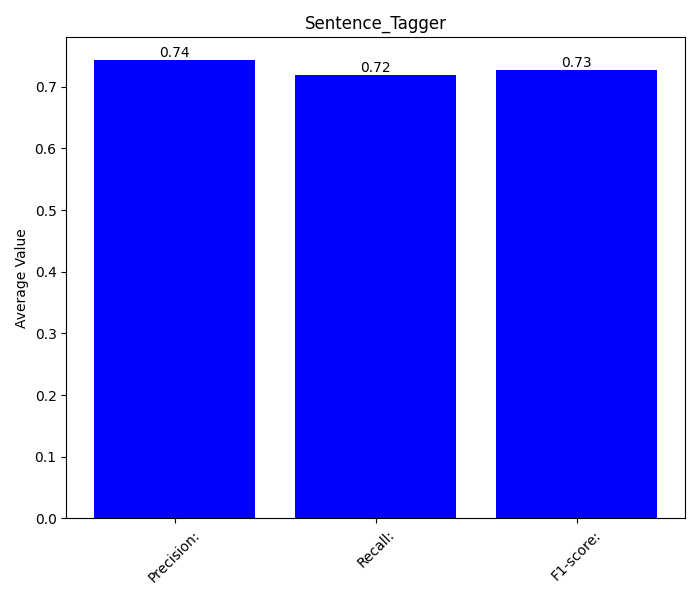 Sentence_Tagger
0.74
0.72
0.73
0.7
0.6
0.5
0.4
0.3
0.2
0.1
0.0
Average Value
Precision:
Recall:
F1-score: